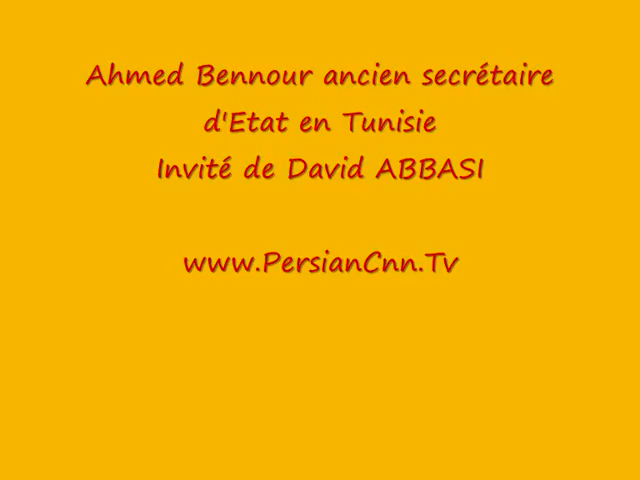 Ahmed Bennour ancien secrétaire
d'Etat en Tunisie
Invité de David ABBASI
www.PersianCnn.Tv